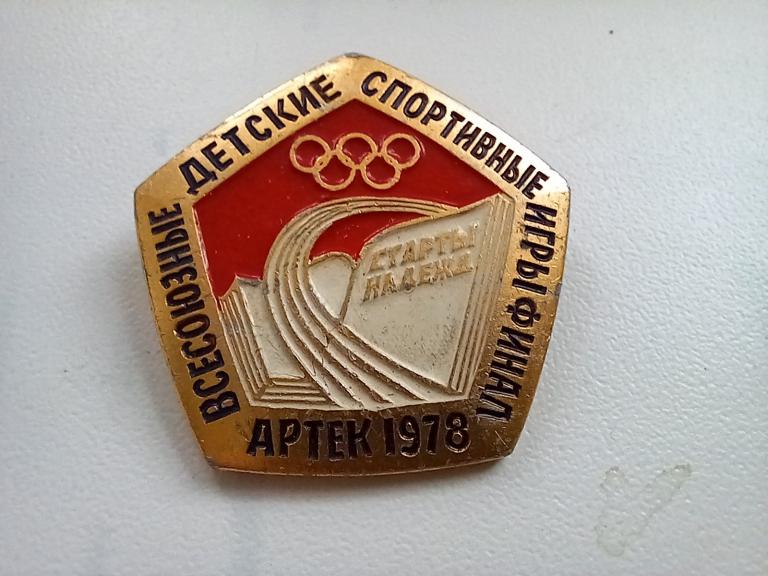 ВСЕСОЮЗНЫЕ ДЕТСКИЕ СПОРТИВНЫЕ ИГРЫ ФИНАЛ
СТАРТЫ
НАДЕЖД
АРТЕК 1978